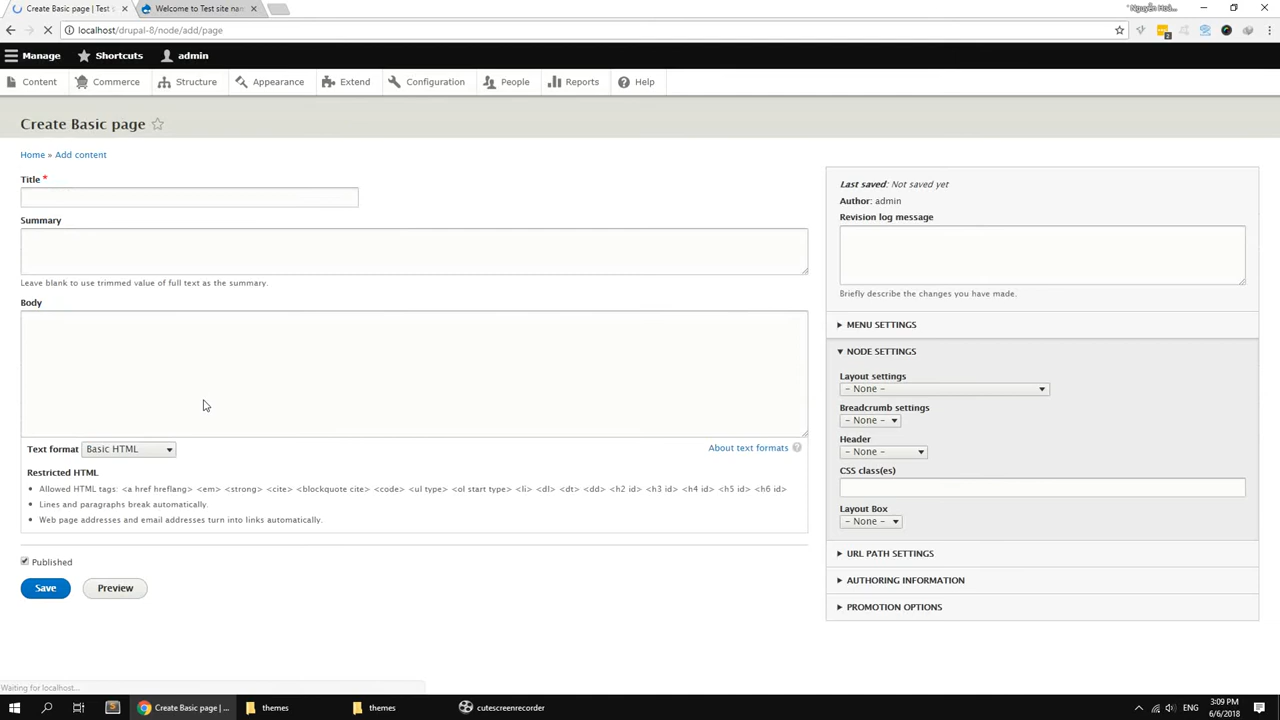 Create Basic page | Test s
Welcome to Test site nam
localhost/drupal-8/node/add/page
Manage
Shortcuts
admin
Content
Commerce
Structure
Appearance
Extend
Configuration
People
Reports
Help
Create Basic page
Home » Add content
Title *
Summary
Leave blank to use trimmed value of full text as the summary.
Body
Text format
Basic HTML
About text formats
Restricted HTML
Allowed HTML tags: <a href hreflang> <em> <strong> <cite> <blockquote cite> <code> <ul type> <ol start type> <li> <dl> <dt> <dd> <h2 id> <h3 id> <h4 id> <h5 id> <h6 id>
Lines and paragraphs break automatically.
Web page addresses and email addresses turn into links automatically.
Published
Save
Preview
Last saved: Not saved yet
Author: admin
Revision log message
Briefly describe the changes you have made.
MENU SETTINGS
NODE SETTINGS
Layout settings
- None -
Breadcrumb settings
- None -
Header
- None -
CSS class(es)
Layout Box
- None -
URL PATH SETTINGS
AUTHORING INFORMATION
PROMOTION OPTIONS
Waiting for localhost...
Create Basic page | ...
themes
themes
cutescreenrecorder
ENG
3:09 PM
6/6/2018